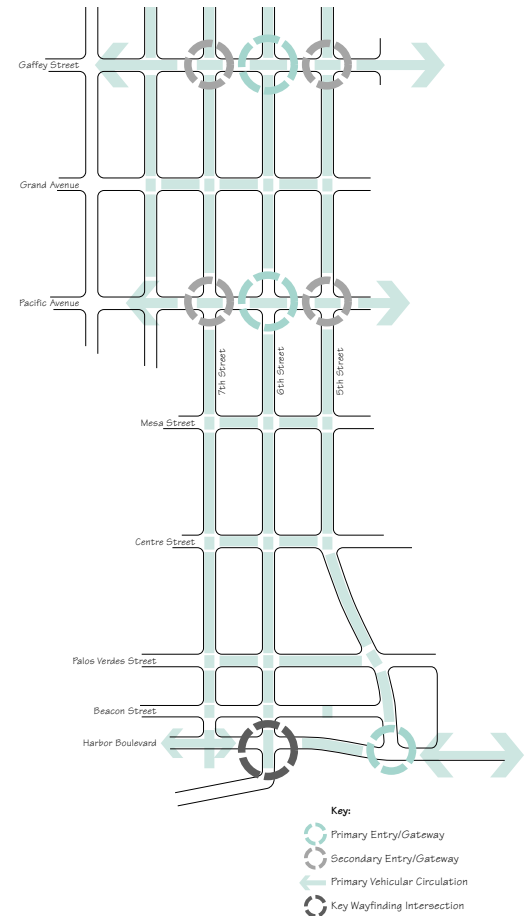 Gaffey Street
Grand Avenue
Pacific Avenue
7th Street
6th Street
5th Street
Mesa Street
Centre Street
Palos Verdes Street
Beacon Street
Harbor Boulevard
Key:
Primary Entry/Gateway
Secondary Entry/Gateway
Primary Vehicular Circulation
Key Wayfinding Intersection